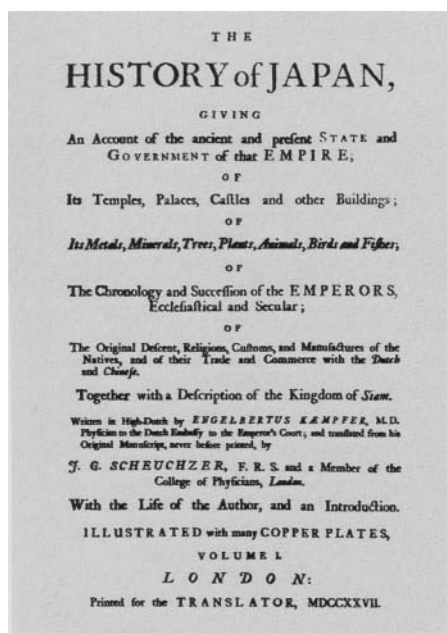 THE
HISTORY of JAPAN,
GIVING
An Account of the ancient and preſent STATE and
GOVERNMENT of that EMPIRE;
OF
Its Temples, Palaces, Caſtles and other Buildings;
OF
Its Metals, Minerals, Trees, Plants, Animals, Birds and Fiſhes;
OF
The Chronology and Succeſſion of the EMPERORS,
Eccleſiaſtical and Secular;
OF
The Original Deſcent, Religions, Cuſtoms, and Manufactures of the
Natives, and of their Trade and Commerce with the Dutch
and Chineſe.
Together with a Deſcription of the Kingdom of Siam.
Written in High-Dutch by ENGELBERTUS KÆMPFER, M.D.
Phyſician to the Dutch Embaſſy to the Emperor's Court; and tranſlated from his
Original Manuſcript, never before printed, by
J. G. SCHEUCHZER, F. R. S. and a Member of the
College of Phyſicians, London.
With the Life of the Author, and an Introduction.
ILLUSTRATED with many COPPER PLATES,
VOLUME I.
LONDON:
Printed for the TRANSLATOR, MDCCXXVII.